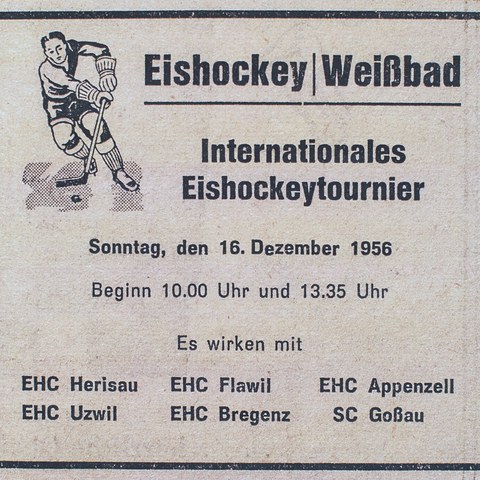 Eishockey | Weißbad
Internationales
Eishockeytournier
Sonntag, den 16. Dezember 1956
Beginn 10.00 Uhr und 13.35 Uhr
Es wirken mit
EHC Herisau EHC Flawil EHC Appenzell
EHC Uzwil EHC Bregenz SC Goßau